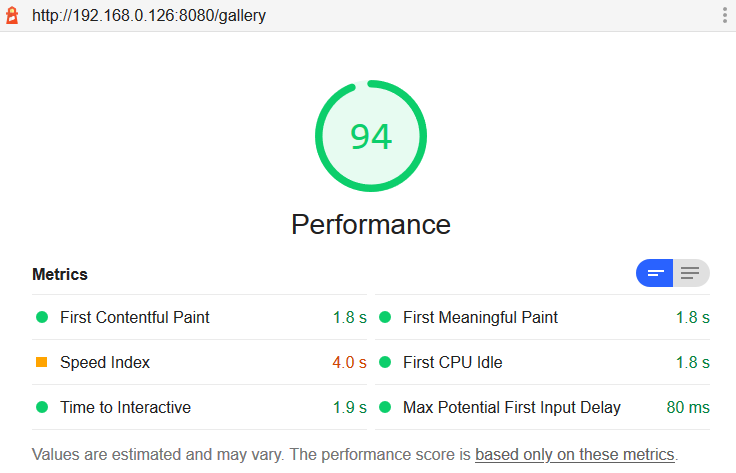 http://192.168.0.126:8080/gallery
94
Performance
Metrics
First Contentful Paint 1.8 s
First Meaningful Paint 1.8 s
Speed Index 4.0 s
First CPU Idle 1.8 s
Time to Interactive 1.9 s
Max Potential First Input Delay 80 ms
Values are estimated and may vary. The performance score is based only on these metrics.